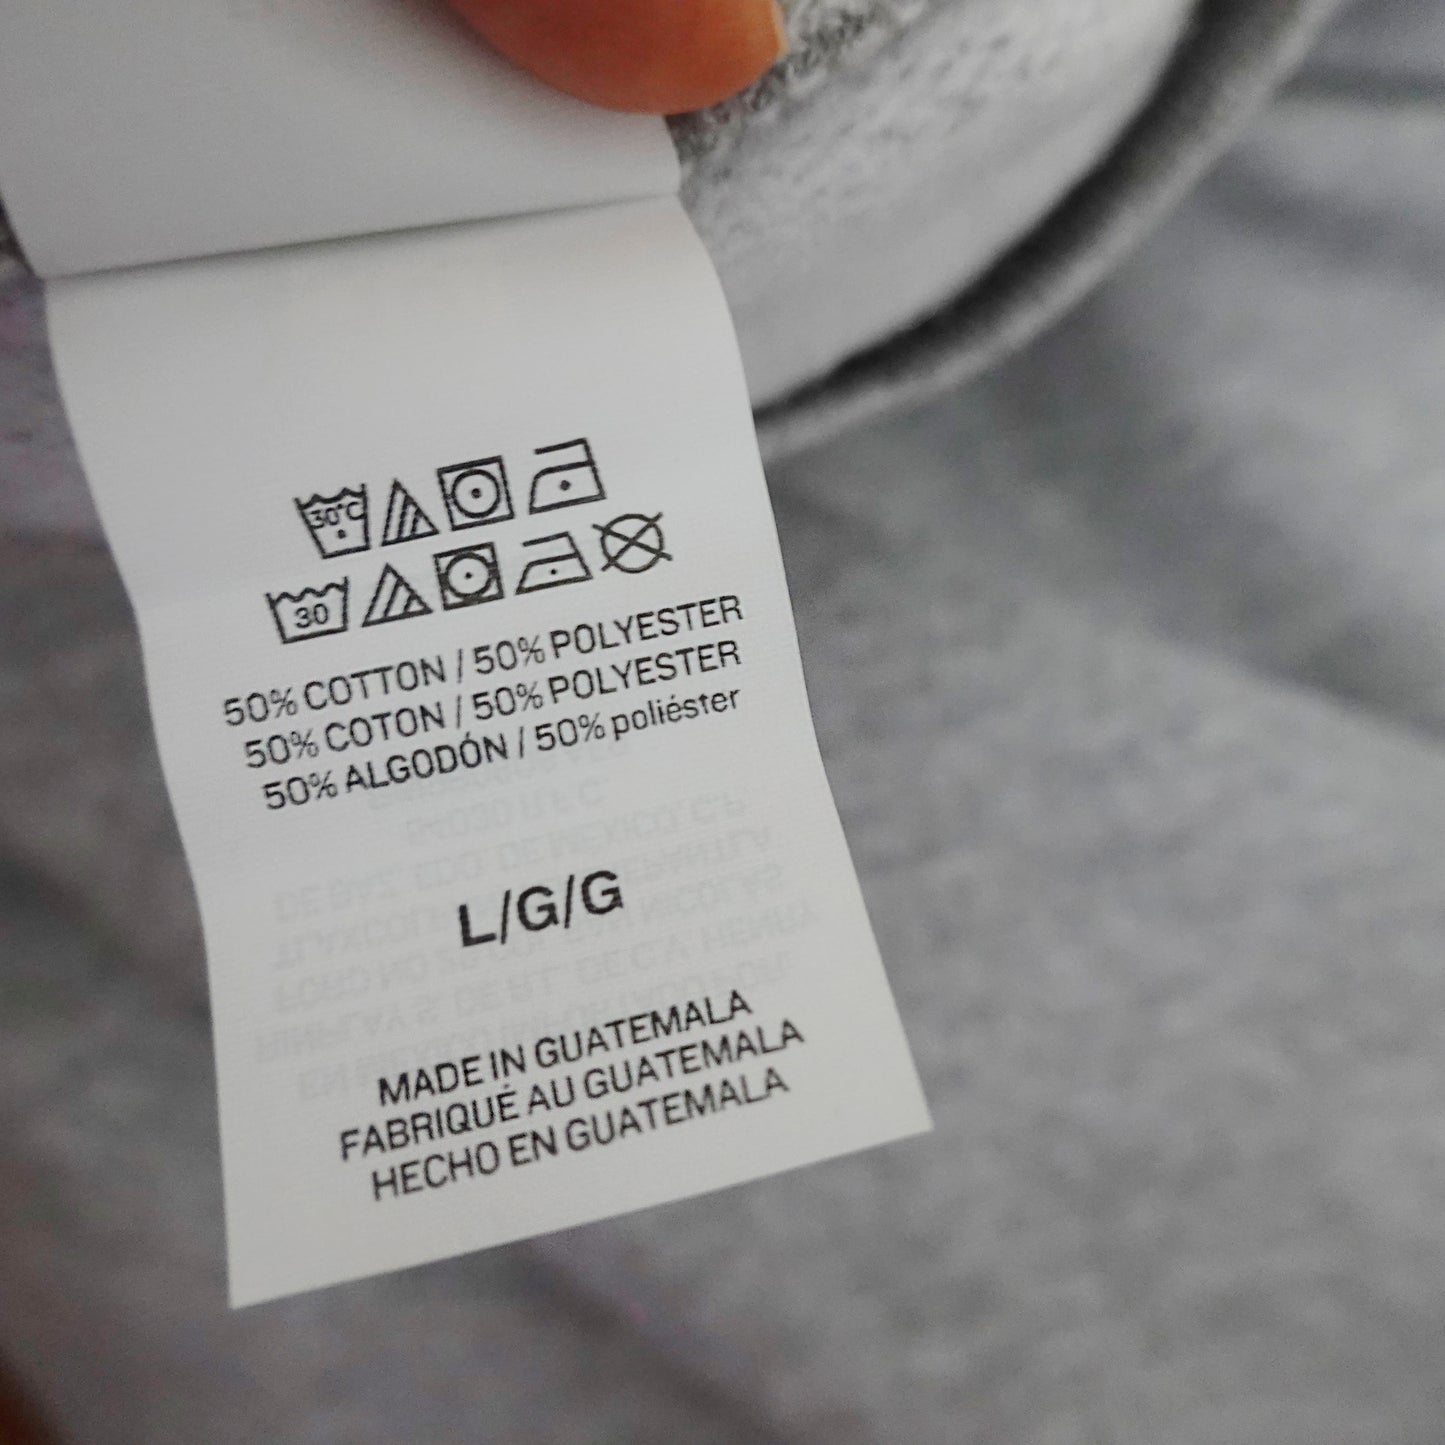 30°C
30
50% COTTON / 50% POLYESTER
50% COTON / 50% POLYESTER
50% ALGODÓN / 50% poliéster
L/G/G
MADE IN GUATEMALA
FABRIQUÉ AU GUATEMALA
HECHO EN GUATEMALA